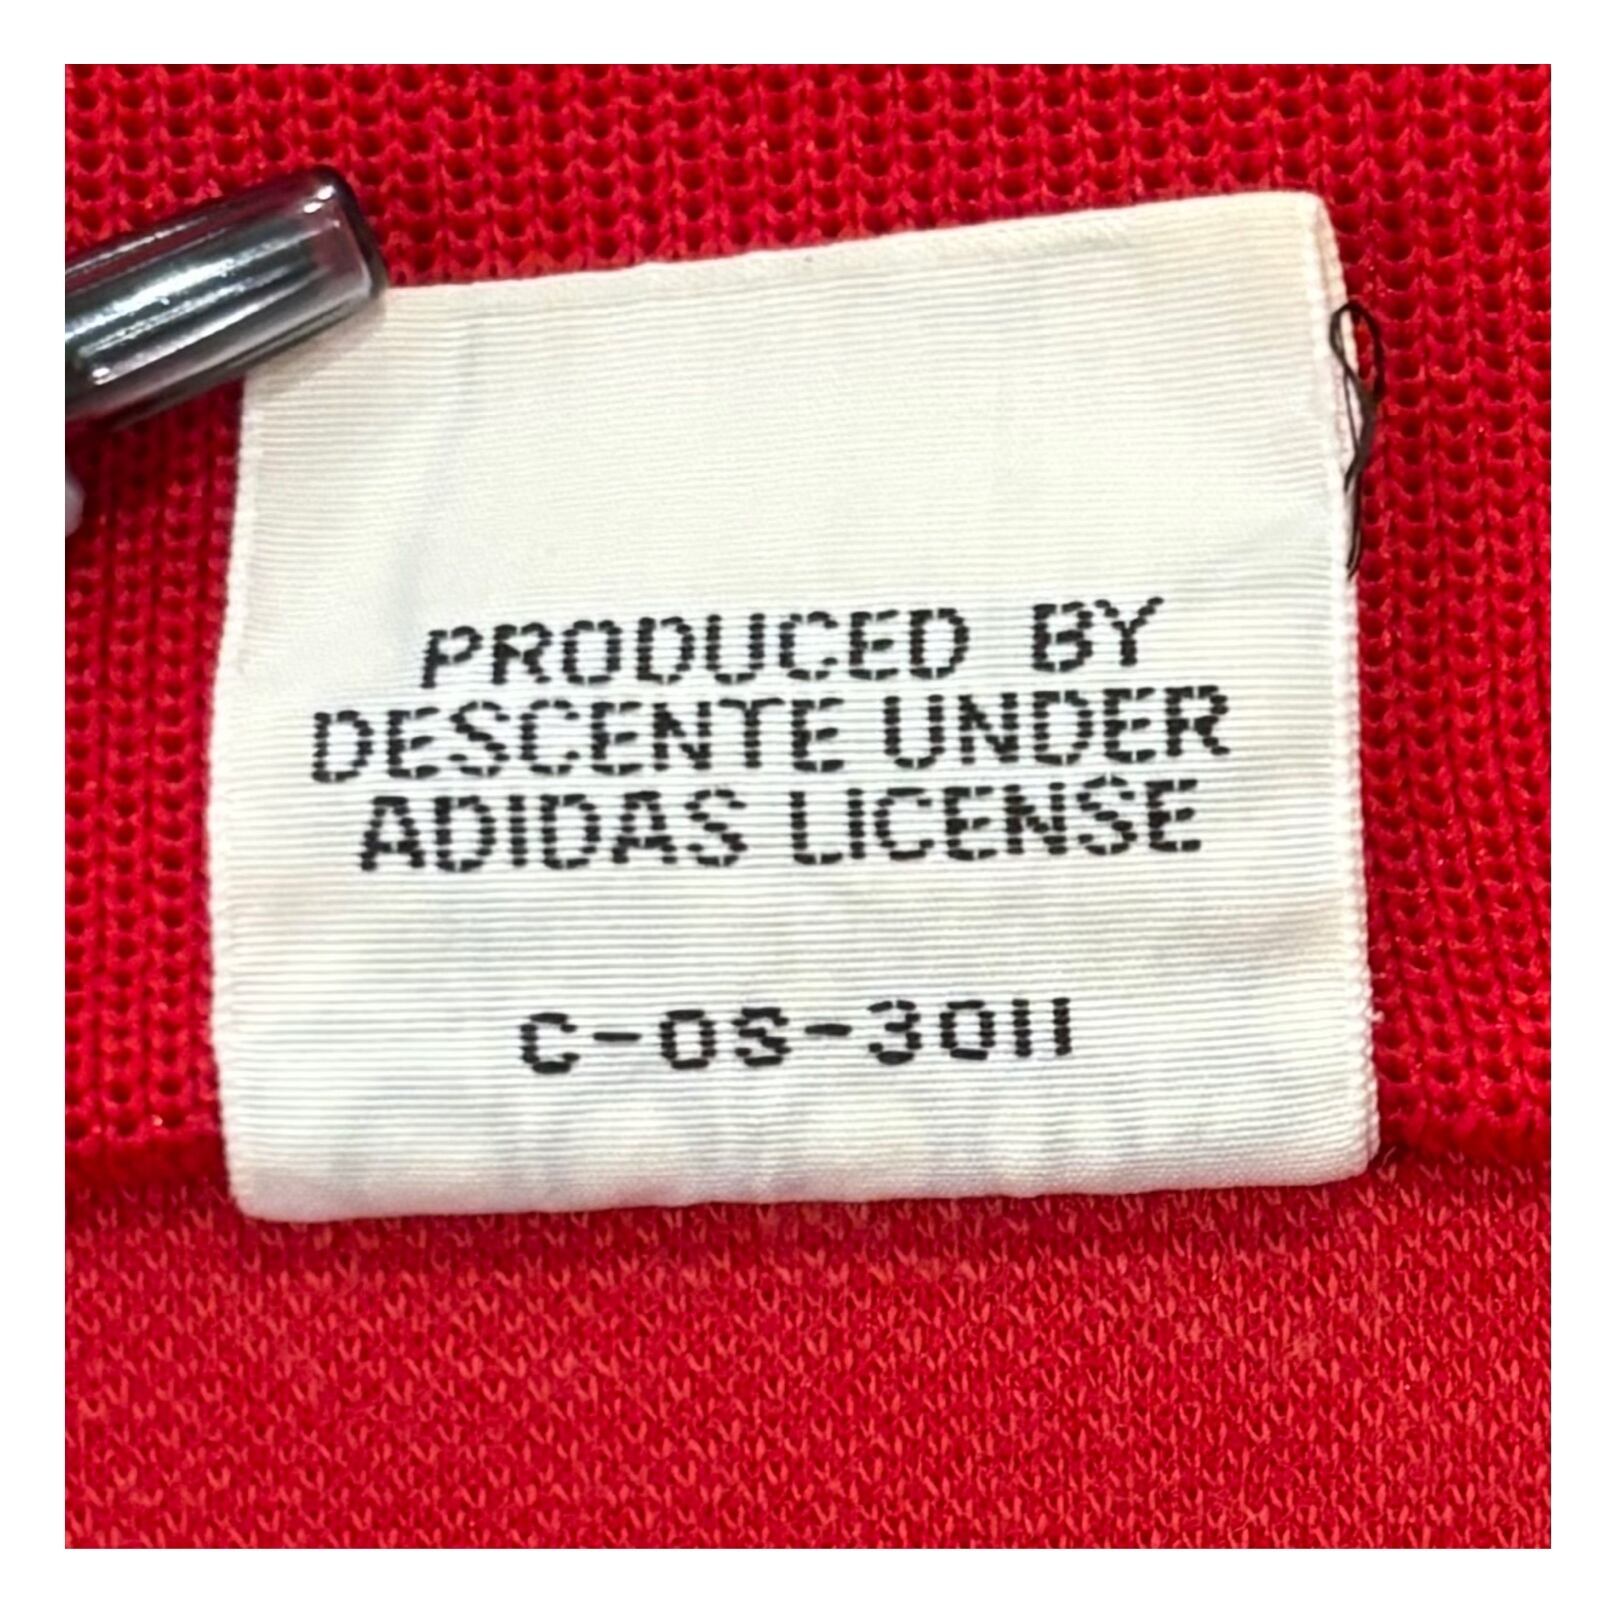 PRODUCED BY
DESCENTE UNDER
ADIDAS LICENSE
C-OS-3011